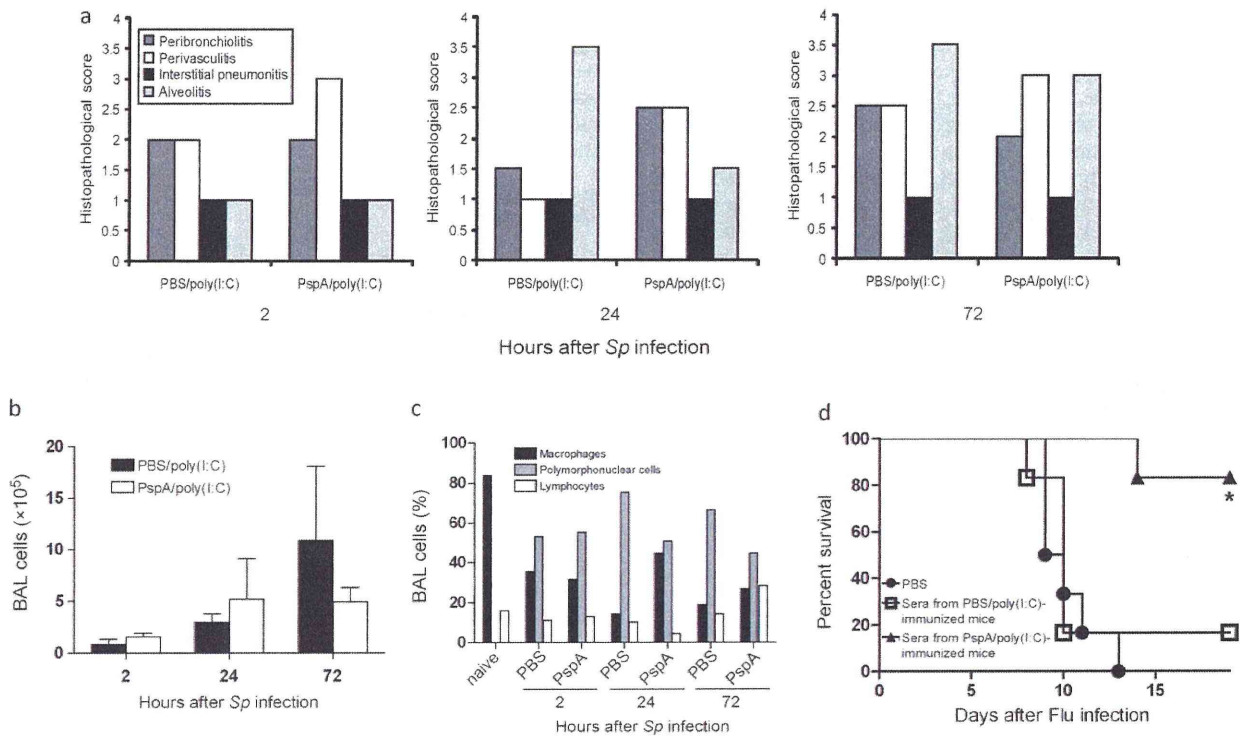 a
4
3.5
3
2.5
2
1.5
1
0.5
0
Histopathological score
Peribronchiolitis
Perivasculitis
Interstitial pneumonitis
Alveolitis
PBS/poly(I:C) PspA/poly(I:C)
2
4
3.5
3
2.5
2
1.5
1
0.5
0
Histopathological score
PBS/poly(I:C) PspA/poly(I:C)
24
4
3.5
3
2.5
2
1.5
1
0.5
0
Histopathological score
PBS/poly(I:C) PspA/poly(I:C)
72
Hours after Sp infection
b
20
15
10
5
0
BAL cells (×10⁵)
PBS/poly(I:C)
PspA/poly(I:C)
2 24 72
Hours after Sp infection
c
100
80
60
40
20
0
BAL cells (%)
Macrophages
Polymorphonuclear cells
Lymphocytes
naïve PBS PspA PBS PspA PBS PspA
2 24 72
Hours after Sp infection
d
100
80
60
40
20
0
Percent survival
*
PBS
Sera from PBS/poly(I:C)-
immunized mice
Sera from PspA/poly(I:C)-
immunized mice
0 5 10 15
Days after Flu infection